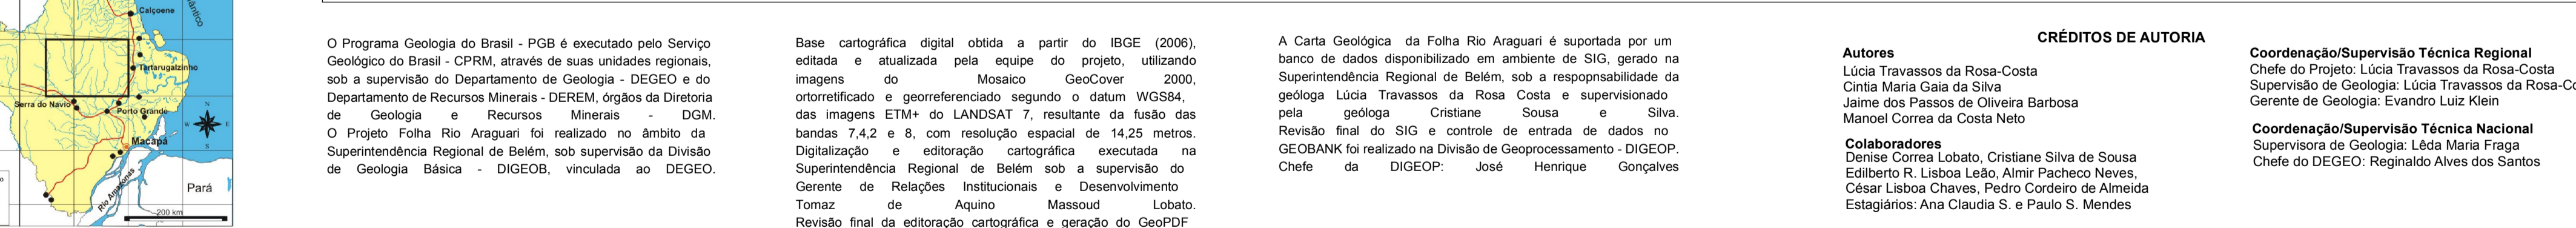 Calçoene
Tartarugalzinho
Serra do Navio
Porto Grande
N
W
E
S
Macapá
Rio Amazonas
Pará
200 km
O Programa Geologia do Brasil - PGB é executado pelo Serviço
Geológico do Brasil - CPRM, através de suas unidades regionais,
sob a supervisão do Departamento de Geologia - DEGEO e do
Departamento de Recursos Minerais - DEREM, órgãos da Diretoria
de Geologia e Recursos Minerais - DGM.
O Projeto Folha Rio Araguari foi realizado no âmbito da
Superintendência Regional de Belém, sob supervisão da Divisão
de Geologia Básica - DIGEOB, vinculada ao DEGEO.
Base cartográfica digital obtida a partir do IBGE (2006),
editada e atualizada pela equipe do projeto, utilizando
imagens do Mosaico GeoCover 2000,
ortorretificado e georreferenciado segundo o datum WGS84,
das imagens ETM+ do LANDSAT 7, resultante da fusão das
bandas 7,4,2 e 8, com resolução espacial de 14,25 metros.
Digitalização e editoração cartográfica executada na
Superintendência Regional de Belém sob a supervisão do
Gerente de Relações Institucionais e Desenvolvimento
Tomaz de Aquino Massoud Lobato.
Revisão final da editoração cartográfica e geração do GeoPDF
A Carta Geológica da Folha Rio Araguari é suportada por um
banco de dados disponibilizado em ambiente de SIG, gerado na
Superintendência Regional de Belém, sob a respopnsabilidade da
geóloga Lúcia Travassos da Rosa Costa e supervisionado
pela geóloga Cristiane Sousa e Silva.
Revisão final do SIG e controle de entrada de dados no
GEOBANK foi realizado na Divisão de Geoprocessamento - DIGEOP.
Chefe da DIGEOP: José Henrique Gonçalves
CRÉDITOS DE AUTORIA
Autores
Lúcia Travassos da Rosa-Costa
Cintia Maria Gaia da Silva
Jaime dos Passos de Oliveira Barbosa
Manoel Correa da Costa Neto
Colaboradores
Denise Correa Lobato, Cristiane Silva de Sousa
Edilberto R. Lisboa Leão, Almir Pacheco Neves,
César Lisboa Chaves, Pedro Cordeiro de Almeida
Estagiários: Ana Claudia S. e Paulo S. Mendes
Coordenação/Supervisão Técnica Regional
Chefe do Projeto: Lúcia Travassos da Rosa-Costa
Supervisão de Geologia: Lúcia Travassos da Rosa-Co
Gerente de Geologia: Evandro Luiz Klein
Coordenação/Supervisão Técnica Nacional
Supervisora de Geologia: Lêda Maria Fraga
Chefe do DEGEO: Reginaldo Alves dos Santos